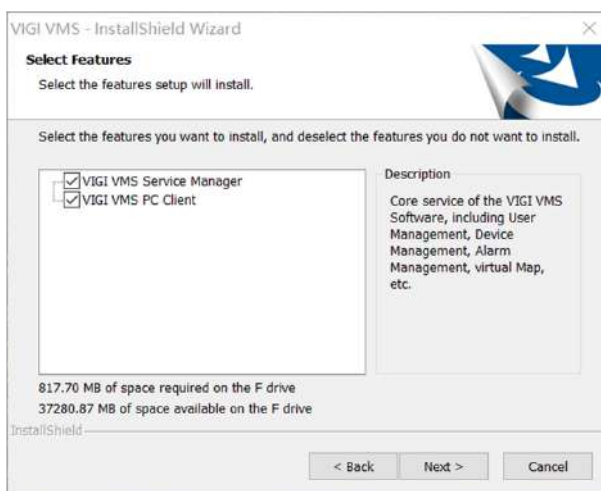 VIGI VMS - InstallShield Wizard
Select Features
Select the features setup will install.
Select the features you want to install, and deselect the features you do not want to install.
VIGI VMS Service Manager
VIGI VMS PC Client
Description
Core service of the VIGI VMS
Software, including User
Management, Device
Management, Alarm
Management, virtual Map,
etc.
817.70 MB of space required on the F drive
37280.87 MB of space available on the F drive
InstallShield
< Back
Next >
Cancel